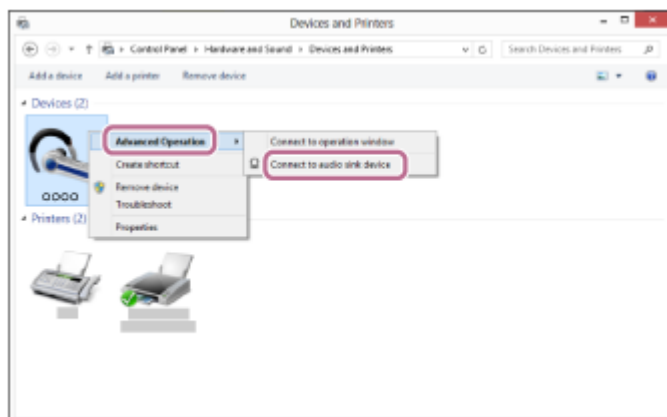 Devices and Printers
Control Panel ▸ Hardware and Sound ▸ Devices and Printers
Search Devices and Printers
Add a device Add a printer Remove device
Devices (2)
Advanced Operation
Connect to operation window
Create shortcut
Connect to audio sink device
Remove device
Troubleshoot
Properties
OOOO
Printers (2)